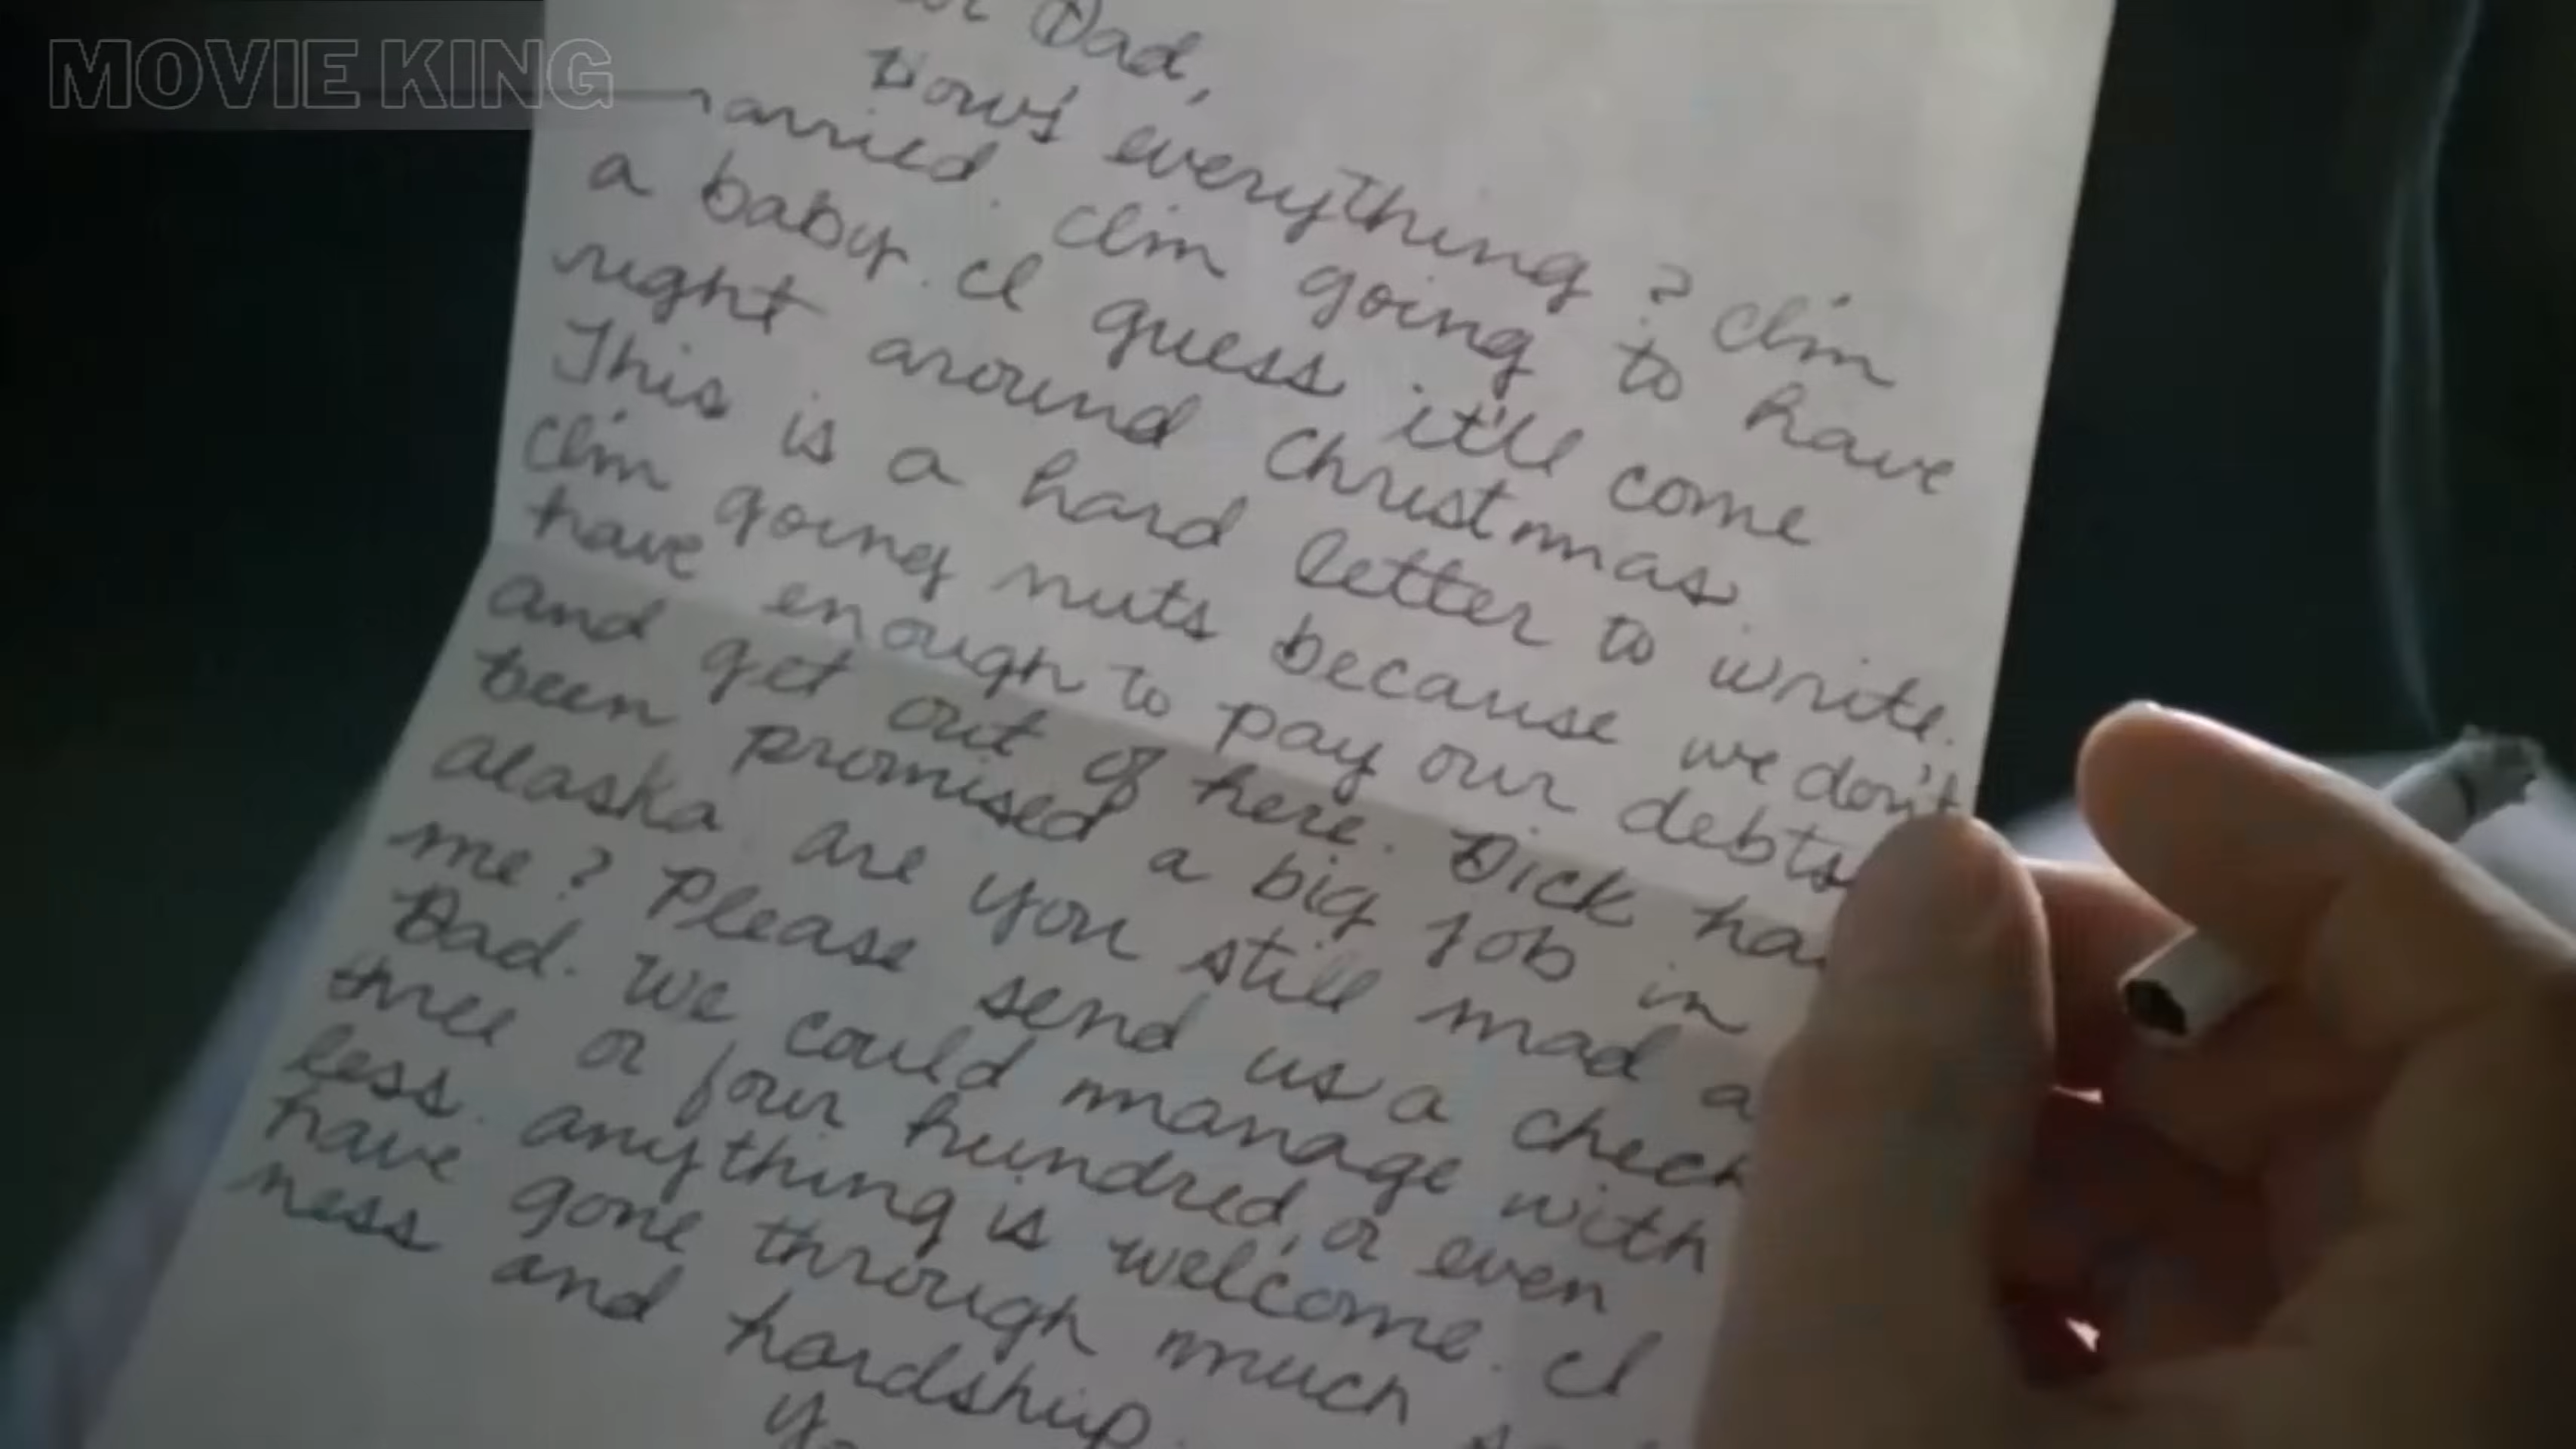 MOVIE KING
Dad,
How's everything? I'm
married. I'm going to have
a baby. I guess it'll come
right around Christmas.
This is a hard letter to write.
I'm going nuts because we don't
have enough to pay our debts
and get out of here. Dick ha
been promised a big job in
Alaska. Are you still mad a
me? Please send us a check
Dad. We could manage with
three or four hundred, or even
less. Anything is welcome. I
have gone through much
ness and hardship.